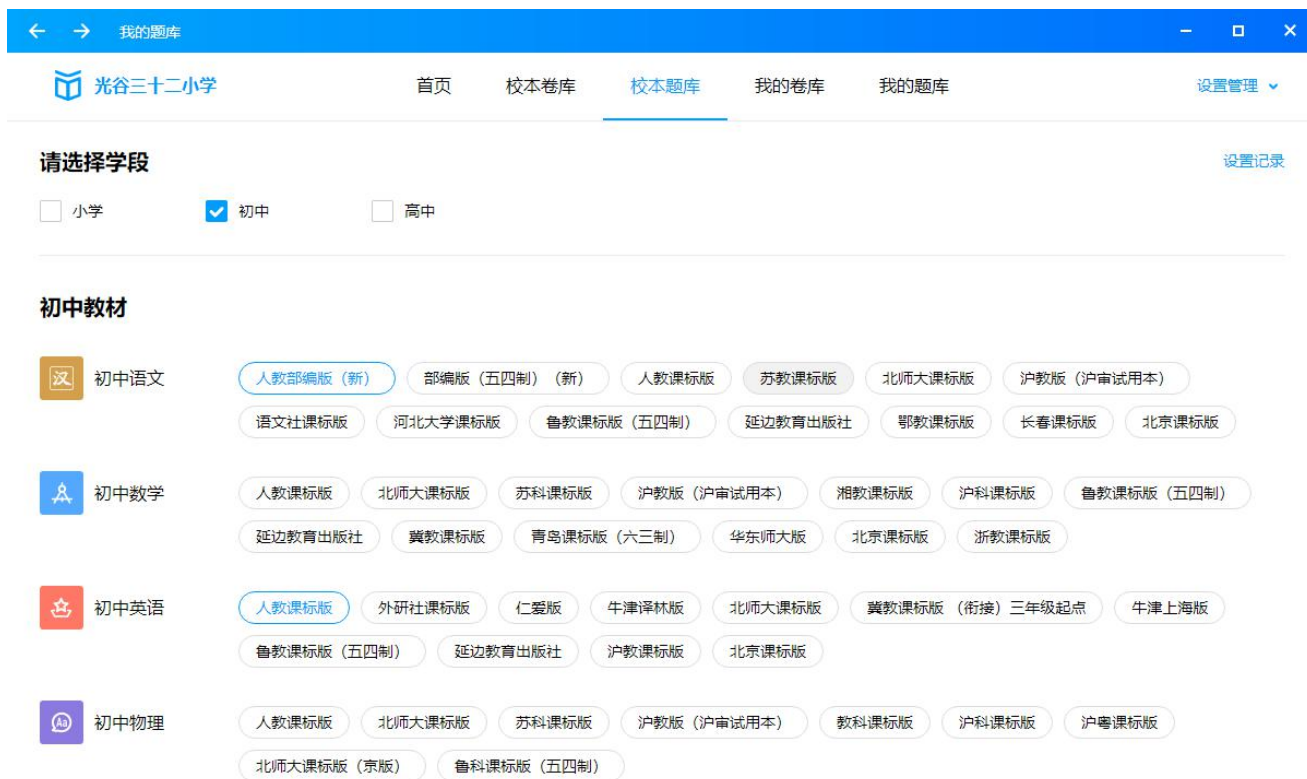 我的题库
光谷三十二小学 首页 校本卷库 校本题库 我的卷库 我的题库 设置管理
请选择学段 设置记录
小学 初中 高中
初中教材
汉 初中语文 人教部编版（新） 部编版（五四制）（新） 人教课标版 苏教课标版 北师大课标版 沪教版（沪审试用本）
语文社课标版 河北大学课标版 鲁教课标版（五四制） 延边教育出版社 鄂教课标版 长春课标版 北京课标版
初中数学 人教课标版 北师大课标版 苏科课标版 沪教版（沪审试用本） 湘教课标版 沪科课标版 鲁教课标版（五四制）
延边教育出版社 冀教课标版 青岛课标版（六三制） 华东师大版 北京课标版 浙教课标版
初中英语 人教课标版 外研社课标版 仁爱版 牛津译林版 北师大课标版 冀教课标版 （衔接）三年级起点 牛津上海版
鲁教课标版（五四制） 延边教育出版社 沪教课标版 北京课标版
Aa 初中物理 人教课标版 北师大课标版 苏科课标版 沪教版（沪审试用本） 教科课标版 沪科课标版 沪粤课标版
北师大课标版（京版） 鲁科课标版（五四制）